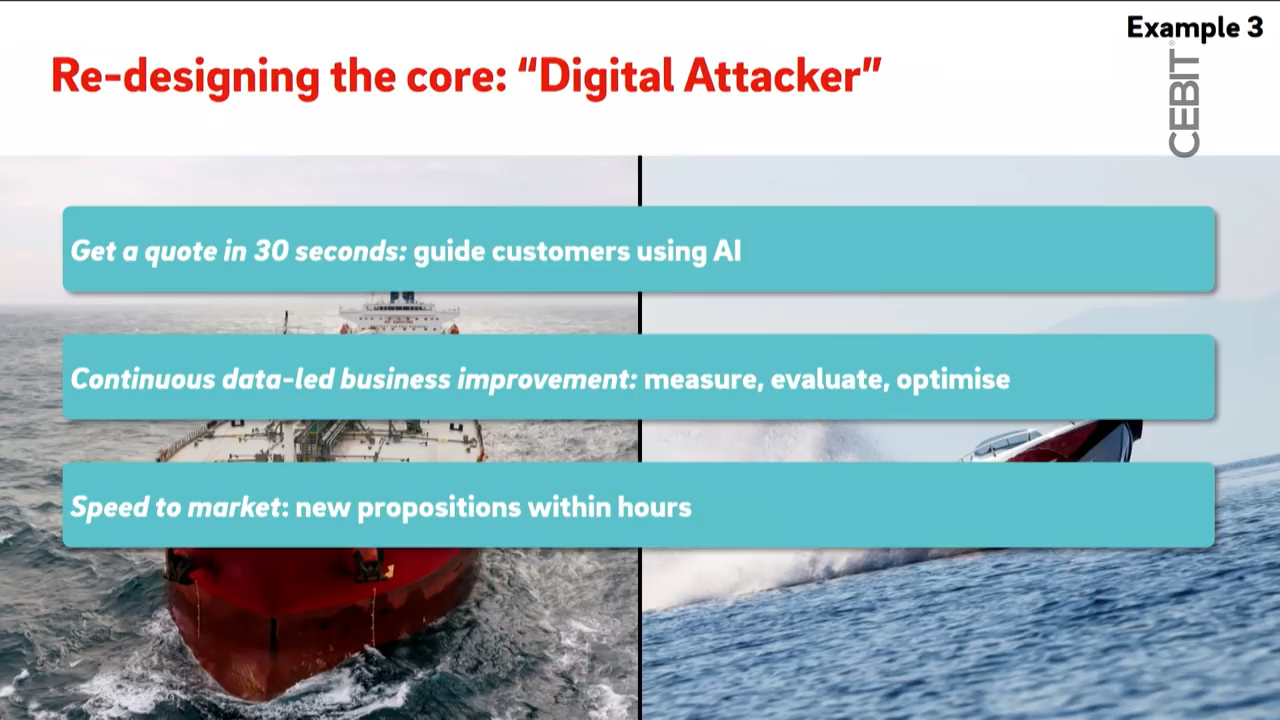 Example 3
Re-designing the core: “Digital Attacker”
CEBIT®
Get a quote in 30 seconds: guide customers using AI
Continuous data-led business improvement: measure, evaluate, optimise
Speed to market: new propositions within hours